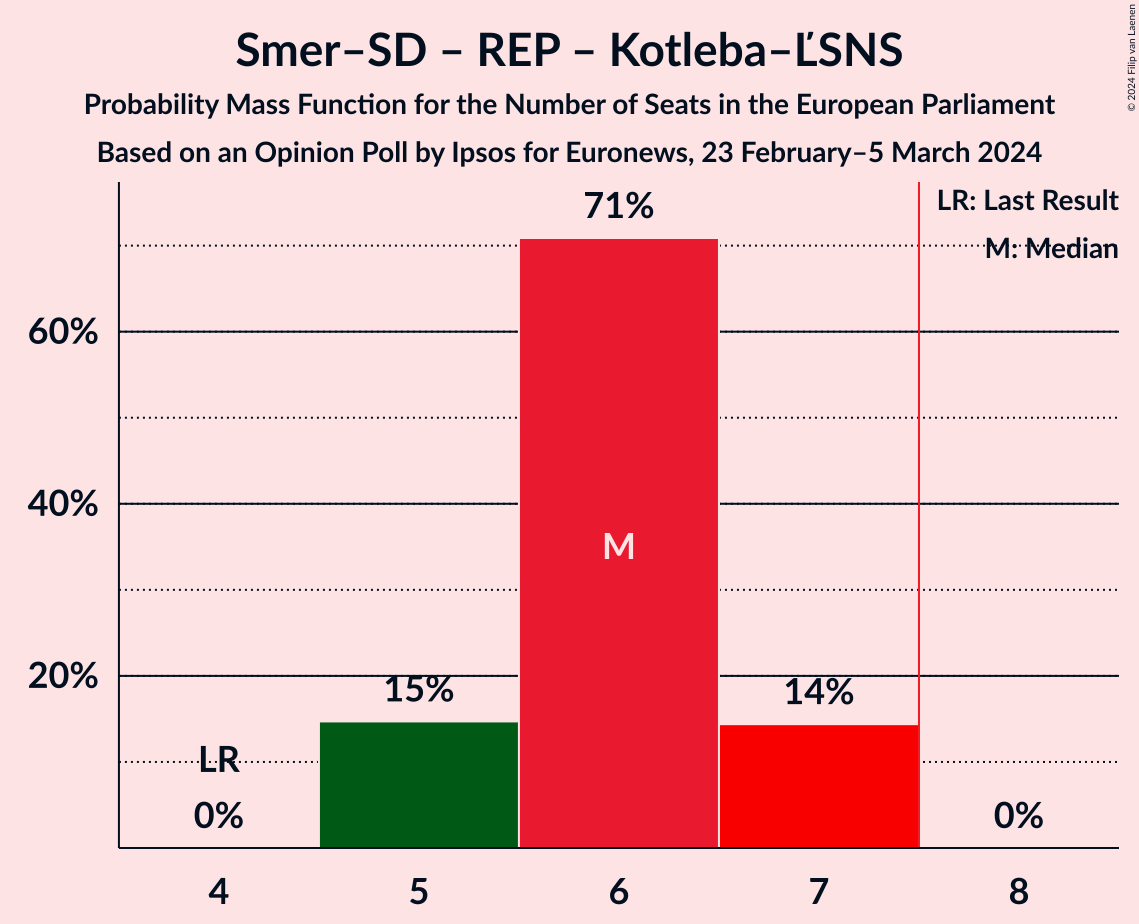 Smer–SD – REP – Kotleba–ĽSNS
Probability Mass Function for the Number of Seats in the European Parliament
Based on an Opinion Poll by Ipsos for Euronews, 23 February–5 March 2024
© 2024 Filip van Laenen
LR: Last Result
M: Median
71%
60%
40%
M
20%
15%
14%
LR
0%
0%
4
5
6
7
8